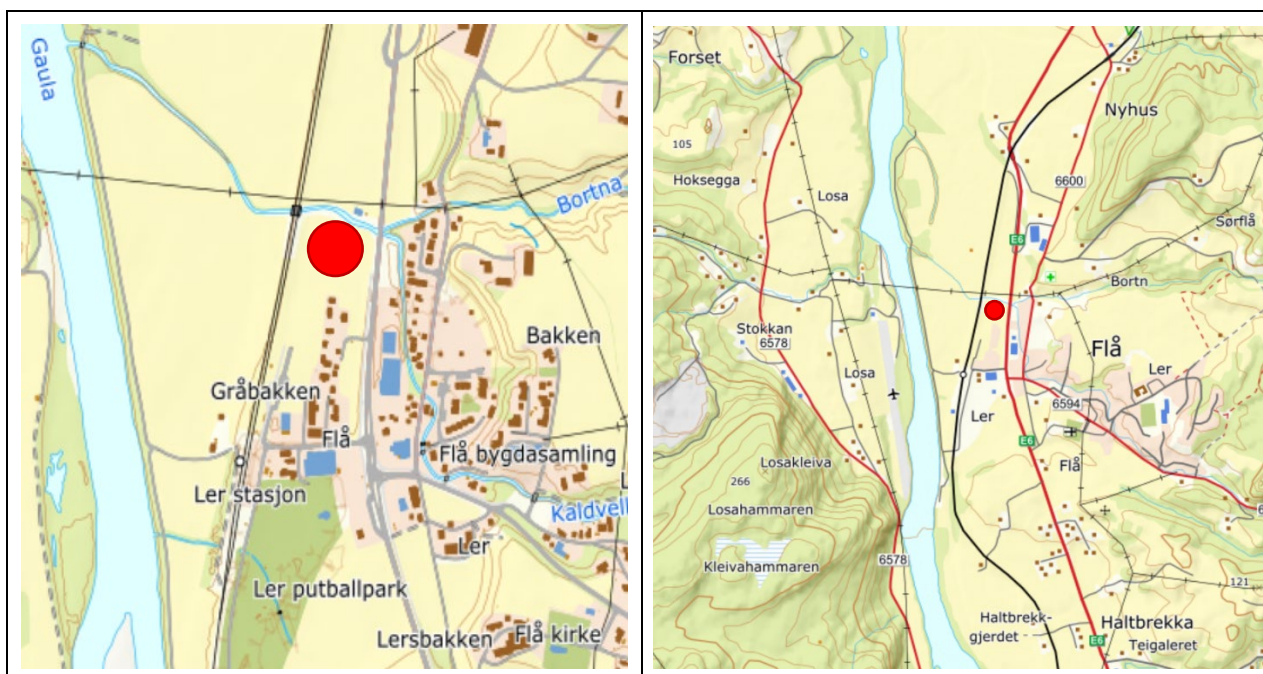 Gaula
Bortna
Bakken
Gråbakken
Flå
Flå bygdasamling
Ler stasjon
Kaldvell
Ler
Ler putballpark
Lersbakken
Flå kirke
Forset
Nyhus
105
Hoksegga
Losa
6600
Sørflå
E6
Bortn
Stokkan
6578
Flå
Losa
Ler
6594
Ler
E6
Losakleiva
Flå
266
Losahammaren
Kleivahammaren
6578
121
Haltbrekk-
gjerdet
Haltbrekka
E6
Teigaleret